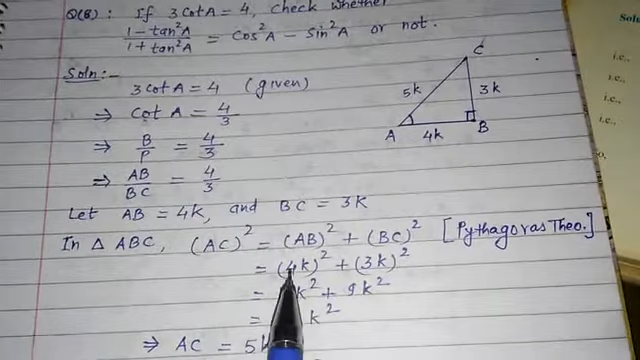 Q(8): If 3 Cot A = 4, check whether
1 - tan²A / 1 + tan²A = Cos²A - Sin²A or not.
Soln:-
3 cot A = 4 (given)
⇒ Cot A = 4/3
⇒ B/P = 4/3
⇒ AB/BC = 4/3
Let AB = 4k, and BC = 3K
In Δ ABC, (AC)² = (AB)² + (BC)² [Pythagoras Theo.]
= (4k)² + (3k)²
= k² + 9k²
= k²
⇒ AC = 5k
C
5k
3k
A
4k
B
i.e.,
i.e.,
i.e.,